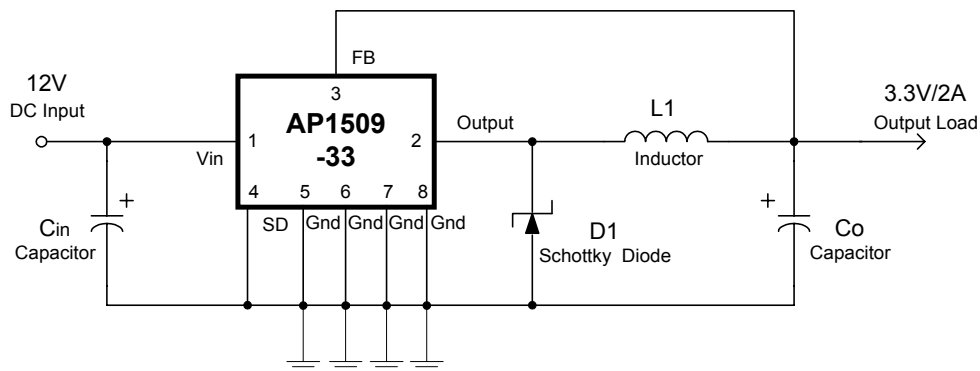 FB
12V
DC Input
3
AP1509
-33
1
2
Vin
Output
L1
Inductor
3.3V/2A
Output Load
4 5 6 7 8
SD Gnd Gnd Gnd Gnd
+
Cin
Capacitor
D1
Schottky Diode
+
Co
Capacitor